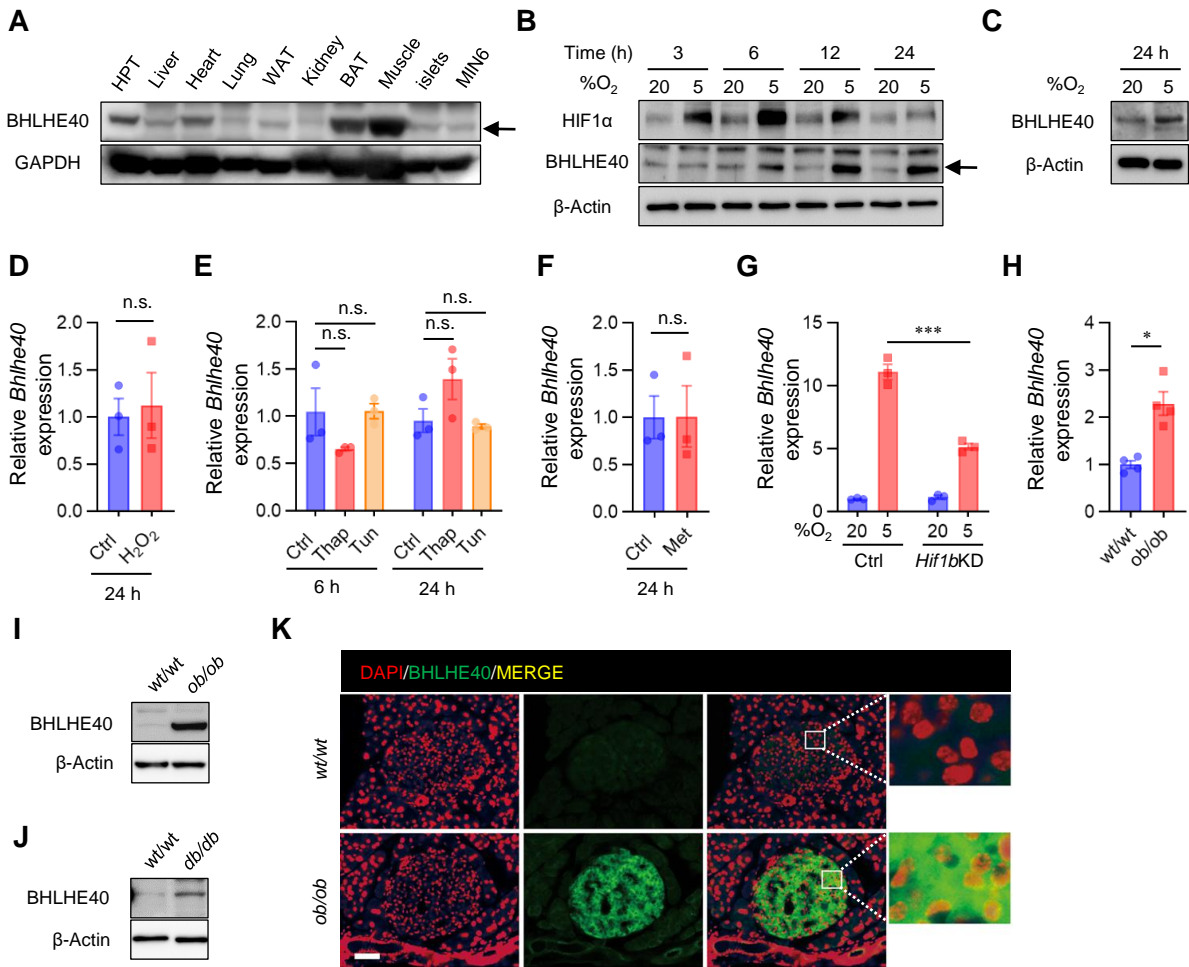 A
HPT Liver Heart Lung WAT Kidney BAT Muscle islets MIN6
BHLHE40
GAPDH
B
Time (h) 3 6 12 24
%O₂ 20 5 20 5 20 5 20 5
HIF1α
BHLHE40
β-Actin
C
24 h
%O₂ 20 5
BHLHE40
β-Actin
D
Relative Bhlhe40
expression
2.0
1.5
1.0
0.5
0.0
n.s.
Ctrl H₂O₂
24 h
E
Relative Bhlhe40
expression
2.0
1.5
1.0
0.5
0.0
n.s.
n.s.
n.s.
n.s.
Ctrl Thap Tun Ctrl Thap Tun
6 h 24 h
F
Relative Bhlhe40
expression
2.0
1.5
1.0
0.5
0.0
n.s.
Ctrl Met
24 h
G
Relative Bhlhe40
expression
15
10
5
0
***
%O₂ 20 5 20 5
Ctrl Hif1bKD
H
Relative Bhlhe40
expression
4
3
2
1
0
*
wt/wt ob/ob
I
wt/wt ob/ob
BHLHE40
β-Actin
J
wt/wt db/db
BHLHE40
β-Actin
K
DAPI/BHLHE40/MERGE
wt/wt
ob/ob